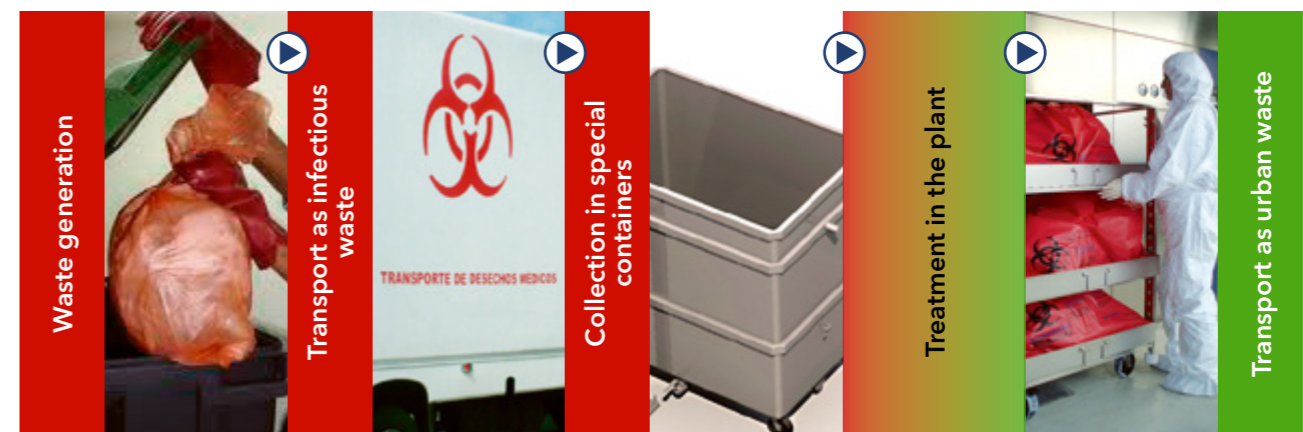 Waste generation
Transport as infectious
waste
TRANSPORTE DE DESECHOS MEDICOS
Collection in special
containers
Treatment in the plant
Transport as urban waste